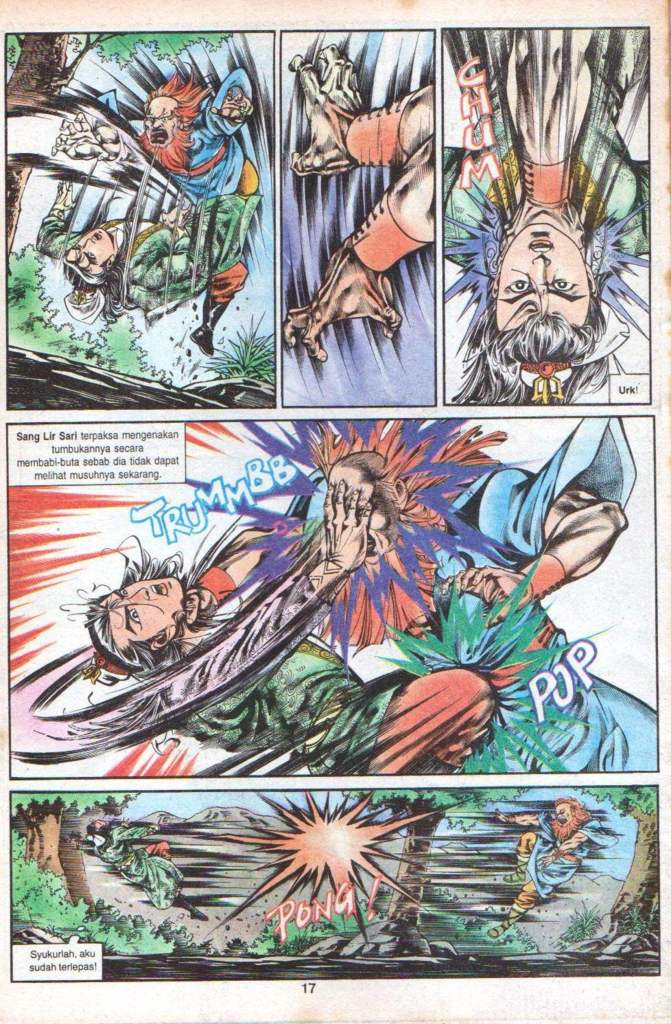 CHUM
Urk!
Sang Lir Sari terpaksa mengenakan
tumbukannya secara
membabi-buta sebab dia tidak dapat
melihat musuhnya sekarang.
TRUMMBB
POP
PONG!
Syukurlah, aku
sudah terlepas!
17